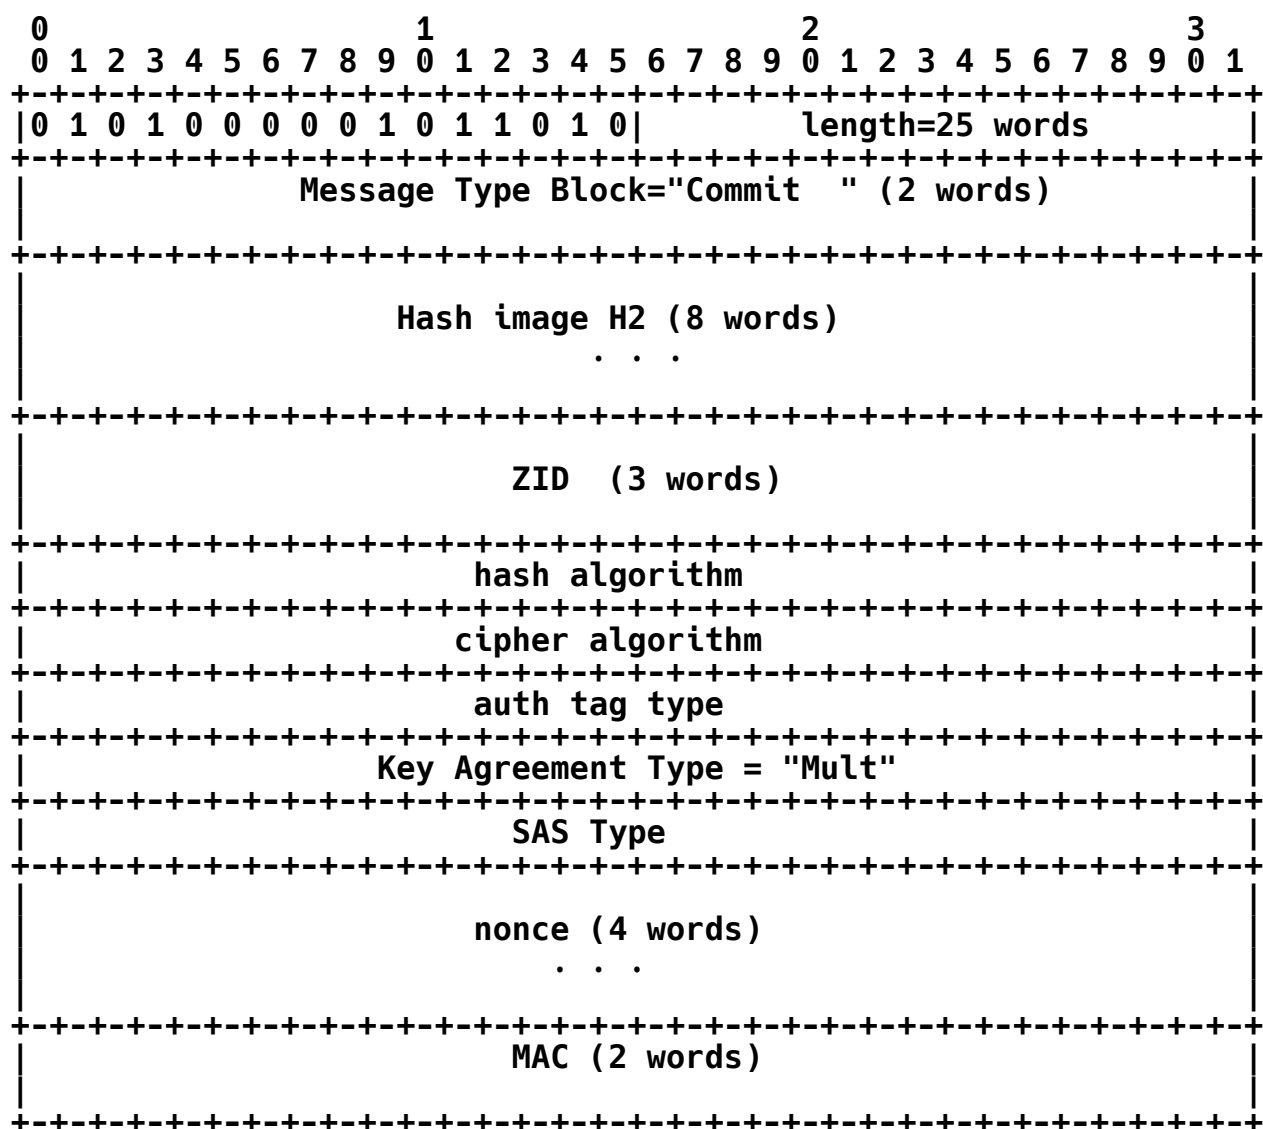 0                   1                   2                   3
 0 1 2 3 4 5 6 7 8 9 0 1 2 3 4 5 6 7 8 9 0 1 2 3 4 5 6 7 8 9 0 1
+-+-+-+-+-+-+-+-+-+-+-+-+-+-+-+-+-+-+-+-+-+-+-+-+-+-+-+-+-+-+-+-+
|0 1 0 1 0 0 0 0 0 1 0 1 1 0 1 0|        length=25 words        |
+-+-+-+-+-+-+-+-+-+-+-+-+-+-+-+-+-+-+-+-+-+-+-+-+-+-+-+-+-+-+-+-+
|              Message Type Block="Commit  " (2 words)          |
|                                                               |
+-+-+-+-+-+-+-+-+-+-+-+-+-+-+-+-+-+-+-+-+-+-+-+-+-+-+-+-+-+-+-+-+
|                                                               |
|                   Hash image H2 (8 words)                     |
|                             . . .                             |
|                                                               |
+-+-+-+-+-+-+-+-+-+-+-+-+-+-+-+-+-+-+-+-+-+-+-+-+-+-+-+-+-+-+-+-+
|                                                               |
|                         ZID  (3 words)                        |
|                                                               |
+-+-+-+-+-+-+-+-+-+-+-+-+-+-+-+-+-+-+-+-+-+-+-+-+-+-+-+-+-+-+-+-+
|                       hash algorithm                          |
+-+-+-+-+-+-+-+-+-+-+-+-+-+-+-+-+-+-+-+-+-+-+-+-+-+-+-+-+-+-+-+-+
|                      cipher algorithm                         |
+-+-+-+-+-+-+-+-+-+-+-+-+-+-+-+-+-+-+-+-+-+-+-+-+-+-+-+-+-+-+-+-+
|                       auth tag type                           |
+-+-+-+-+-+-+-+-+-+-+-+-+-+-+-+-+-+-+-+-+-+-+-+-+-+-+-+-+-+-+-+-+
|                  Key Agreement Type = "Mult"                  |
+-+-+-+-+-+-+-+-+-+-+-+-+-+-+-+-+-+-+-+-+-+-+-+-+-+-+-+-+-+-+-+-+
|                         SAS Type                              |
+-+-+-+-+-+-+-+-+-+-+-+-+-+-+-+-+-+-+-+-+-+-+-+-+-+-+-+-+-+-+-+-+
|                                                               |
|                       nonce (4 words)                         |
|                           . . .                               |
|                                                               |
+-+-+-+-+-+-+-+-+-+-+-+-+-+-+-+-+-+-+-+-+-+-+-+-+-+-+-+-+-+-+-+-+
|                         MAC (2 words)                         |
|                                                               |
+-+-+-+-+-+-+-+-+-+-+-+-+-+-+-+-+-+-+-+-+-+-+-+-+-+-+-+-+-+-+-+-+